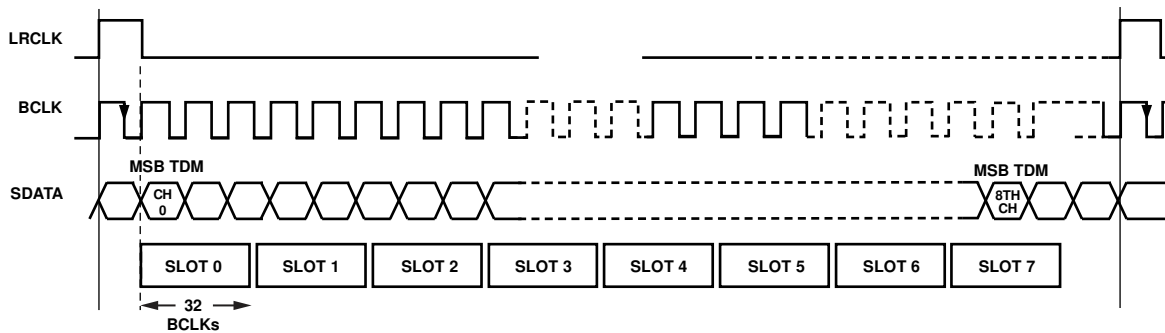 LRCLK
BCLK
MSB TDM
MSB TDM
SDATA
CH
0
8TH
CH
SLOT 0
SLOT 1
SLOT 2
SLOT 3
SLOT 4
SLOT 5
SLOT 6
SLOT 7
32
BCLKs